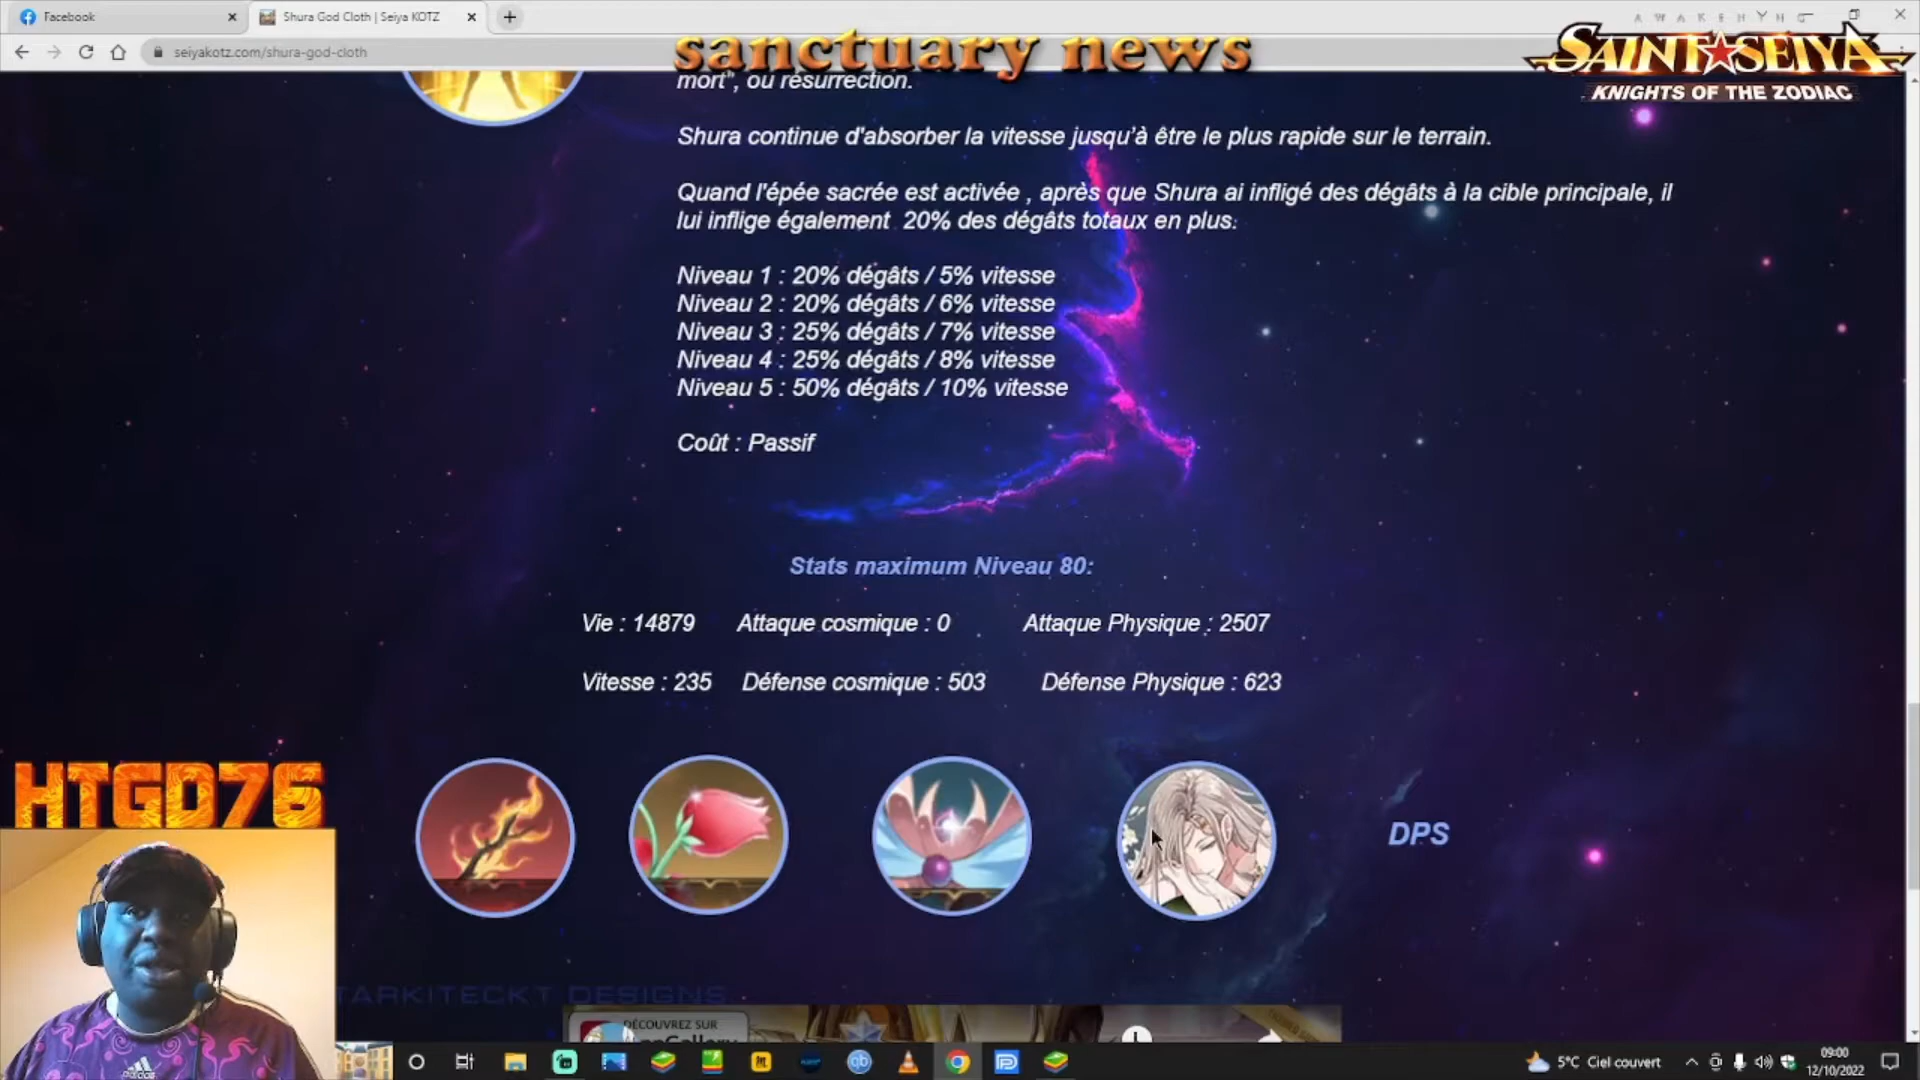 Facebook
Shura God Cloth | Seiya KOTZ
seiyakotz.com/shura-god-cloth
sanctuary news
AWAKENING
SAINT SEIYA
KNIGHTS OF THE ZODIAC
mort", ou résurrection.
Shura continue d'absorber la vitesse jusqu'à être le plus rapide sur le terrain.
Quand l'épée sacrée est activée , après que Shura ai infligé des dégâts à la cible principale, il
lui inflige également 20% des dégâts totaux en plus:
Niveau 1 : 20% dégâts / 5% vitesse
Niveau 2 : 20% dégâts / 6% vitesse
Niveau 3 : 25% dégâts / 7% vitesse
Niveau 4 : 25% dégâts / 8% vitesse
Niveau 5 : 50% dégâts / 10% vitesse
Coût : Passif
Stats maximum Niveau 80:
Vie : 14879 Attaque cosmique : 0 Attaque Physique : 2507
Vitesse : 235 Défense cosmique : 503 Défense Physique : 623
HTGD76
DPS
TARKITECKT DESIGNS
DÉCOUVREZ SUR
AppGallery
adidas
5°C Ciel couvert
09:00
12/10/2022